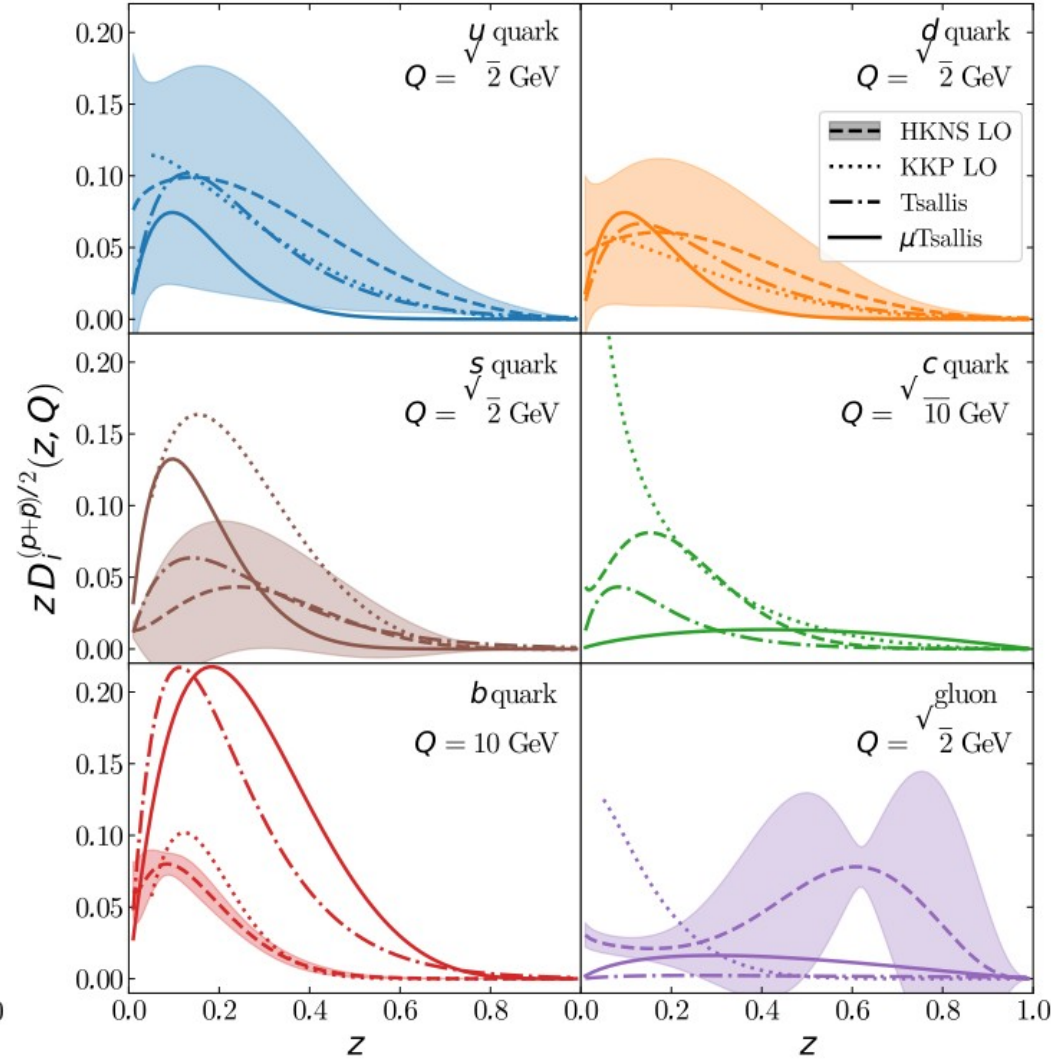 u quark
Q = √2 GeV
0.20
0.15
0.10
0.05
0.00
d quark
Q = √2 GeV
HKNS LO
KKP LO
Tsallis
μTsallis
s quark
Q = √2 GeV
0.20
0.15
0.10
0.05
0.00
c quark
Q = √10 GeV
z D_i^{(p+p̄)/2}(z, Q)
b quark
Q = 10 GeV
0.20
0.15
0.10
0.05
0.00
gluon
Q = √2 GeV
0.0 0.2 0.4 0.6 0.8 0.0 0.2 0.4 0.6 0.8 1.0
z z